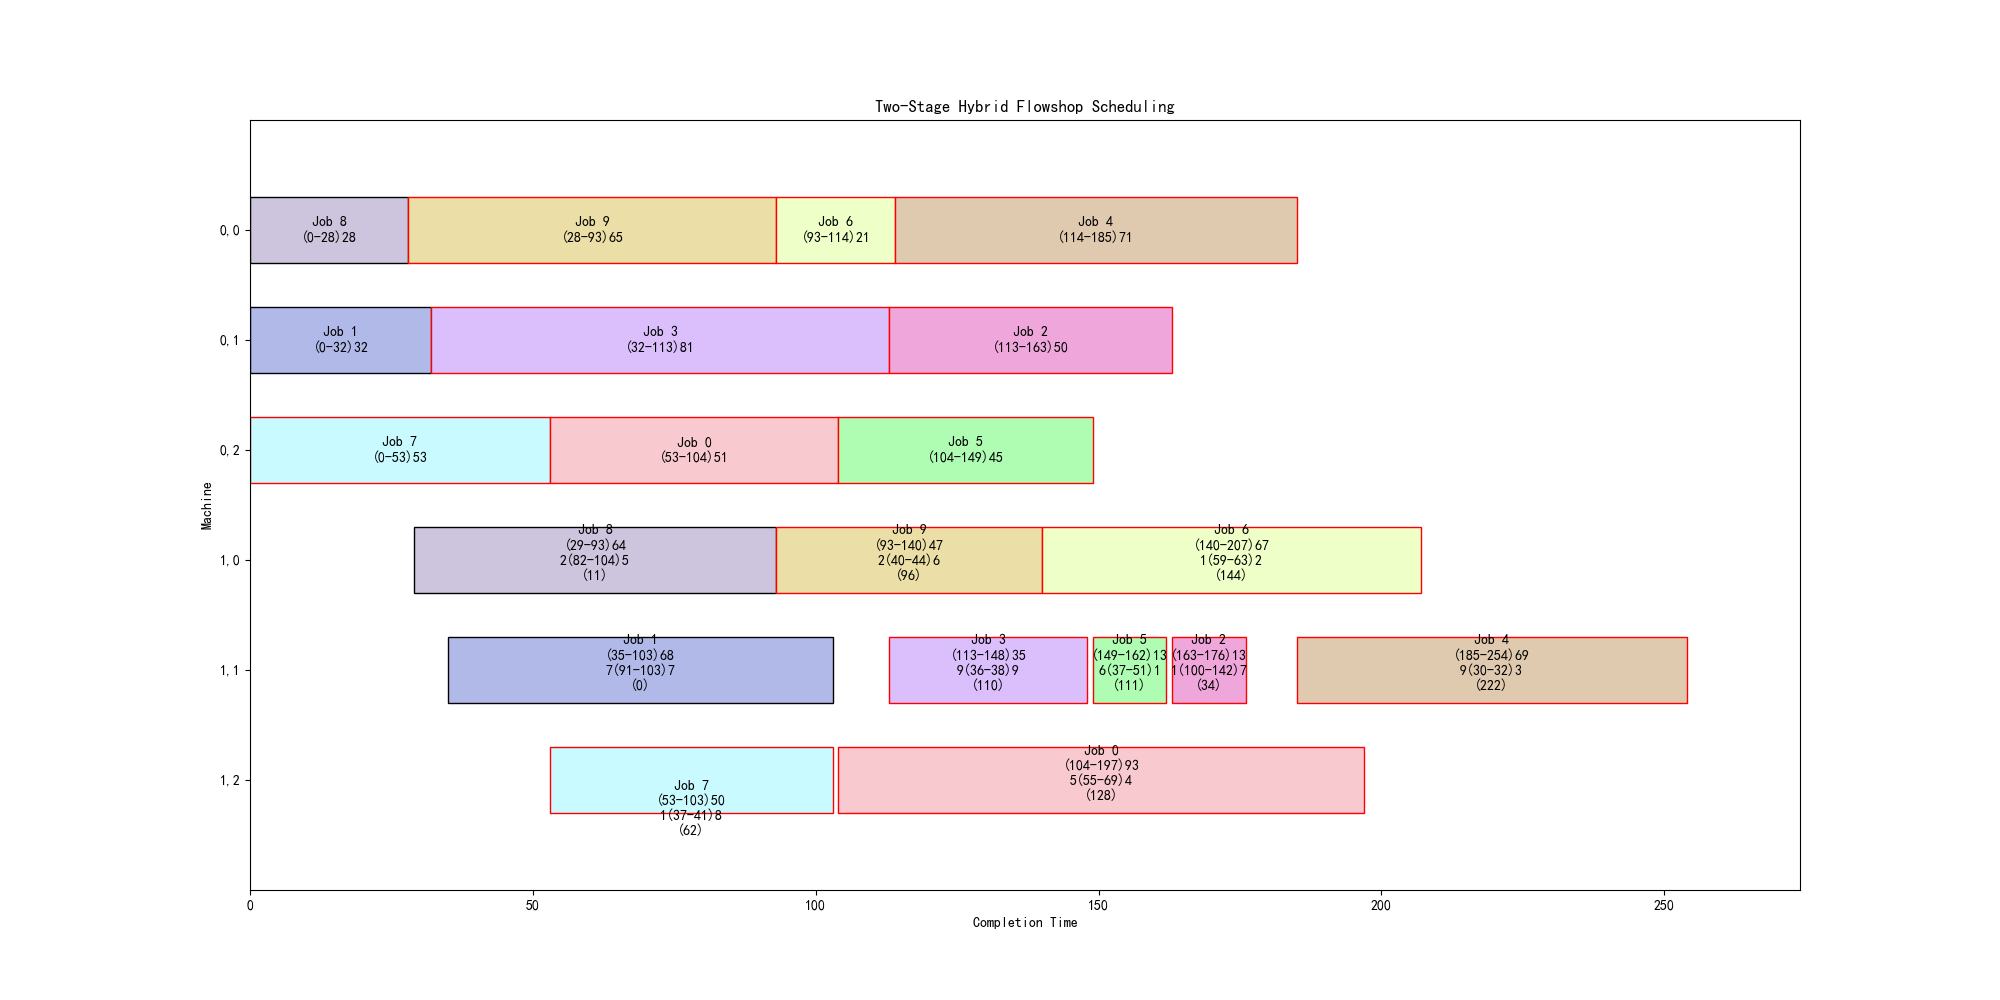 Two-Stage Hybrid Flowshop Scheduling
Machine
0,0
Job 8
(0-28)28
Job 9
(28-93)65
Job 6
(93-114)21
Job 4
(114-185)71
0,1
Job 1
(0-32)32
Job 3
(32-113)81
Job 2
(113-163)50
0,2
Job 7
(0-53)53
Job 0
(53-104)51
Job 5
(104-149)45
1,0
Job 8
(29-93)64
2(82-104)5
(11)
Job 9
(93-140)47
2(40-44)6
(96)
Job 6
(140-207)67
1(59-63)2
(144)
1,1
Job 1
(35-103)68
7(91-103)7
(0)
Job 3
(113-148)35
9(36-38)9
(110)
Job 5
(149-162)13
6(37-51)1
(111)
Job 2
(163-176)13
1(100-142)7
(34)
Job 4
(185-254)69
9(30-32)3
(222)
1,2
Job 7
(53-103)50
1(37-41)8
(62)
Job 0
(104-197)93
5(55-69)4
(128)
0
50
100
150
200
250
Completion Time